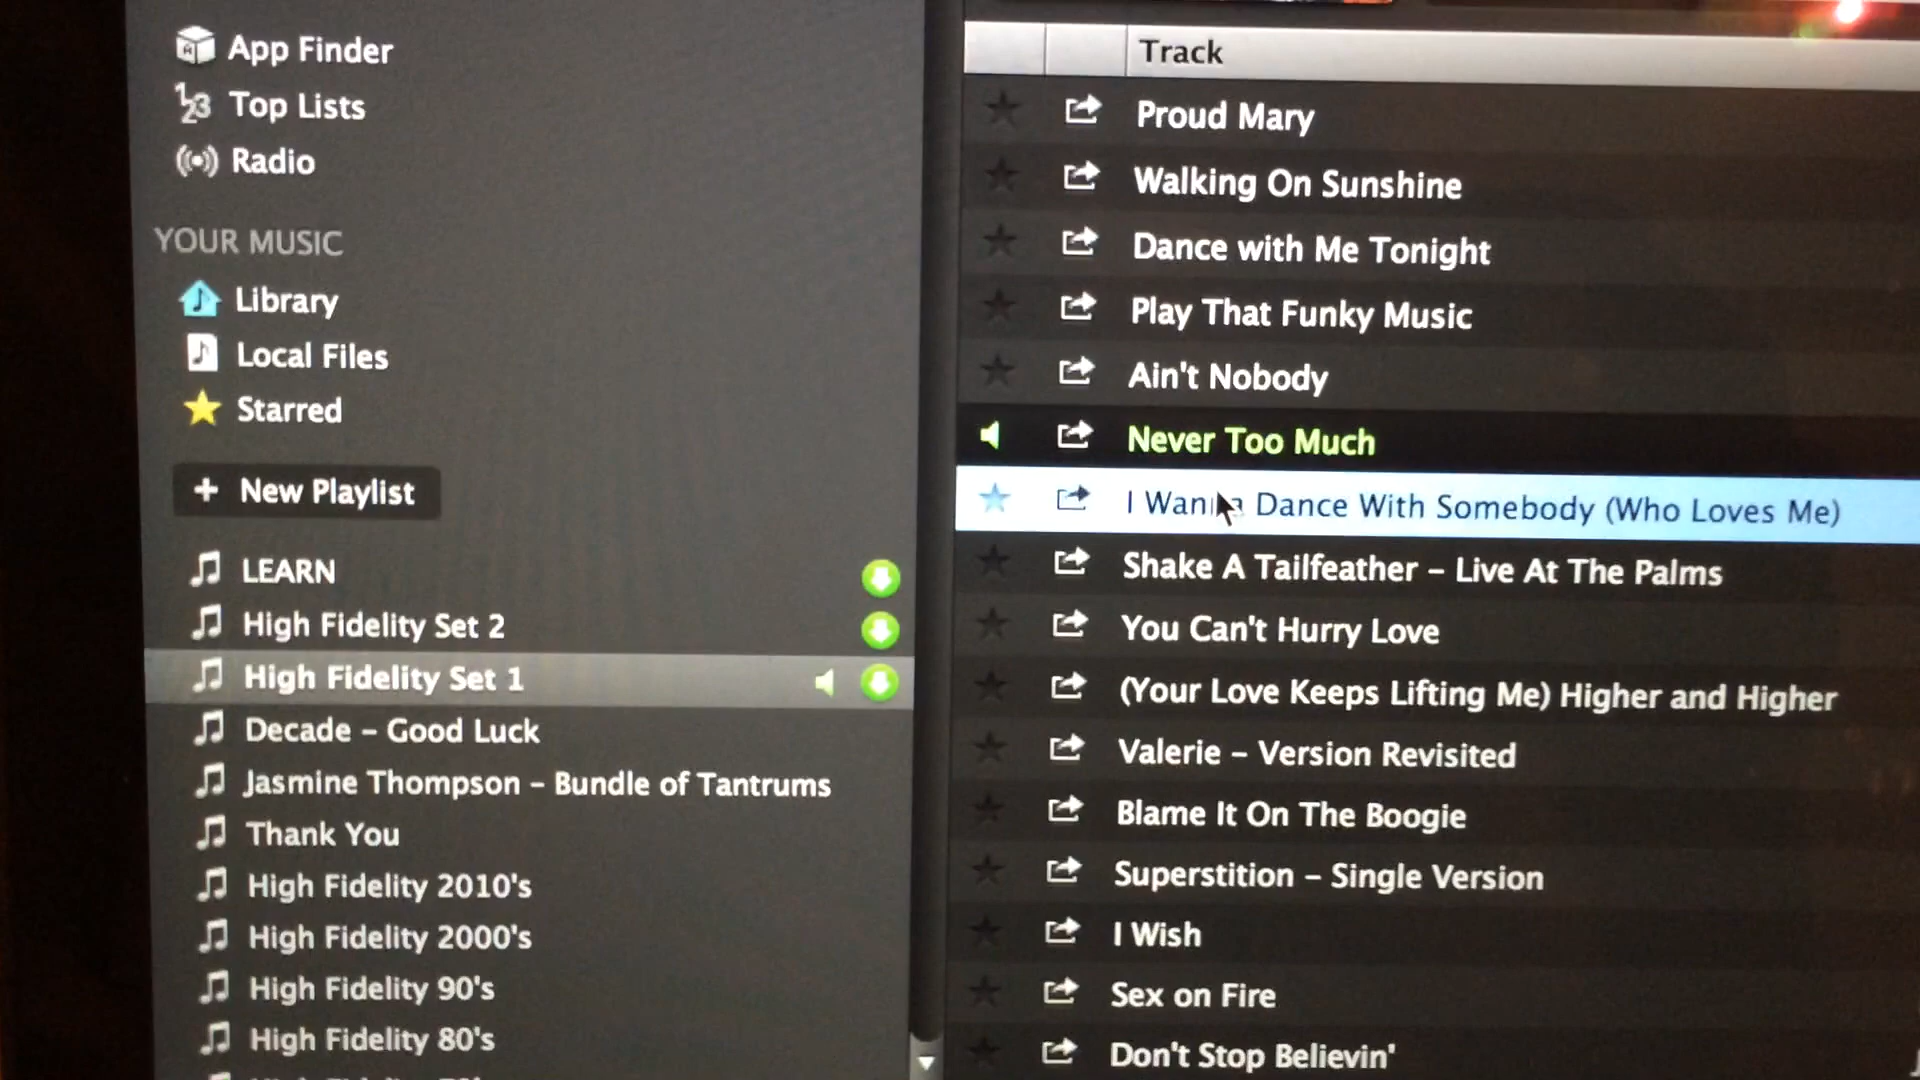 App Finder
Top Lists
Radio
YOUR MUSIC
Library
Local Files
Starred
+ New Playlist
LEARN
High Fidelity Set 2
High Fidelity Set 1
Decade – Good Luck
Jasmine Thompson – Bundle of Tantrums
Thank You
High Fidelity 2010's
High Fidelity 2000's
High Fidelity 90's
High Fidelity 80's
Track
Proud Mary
Walking On Sunshine
Dance with Me Tonight
Play That Funky Music
Ain't Nobody
Never Too Much
I Wanna Dance With Somebody (Who Loves Me)
Shake A Tailfeather – Live At The Palms
You Can't Hurry Love
(Your Love Keeps Lifting Me) Higher and Higher
Valerie – Version Revisited
Blame It On The Boogie
Superstition – Single Version
I Wish
Sex on Fire
Don't Stop Believin'